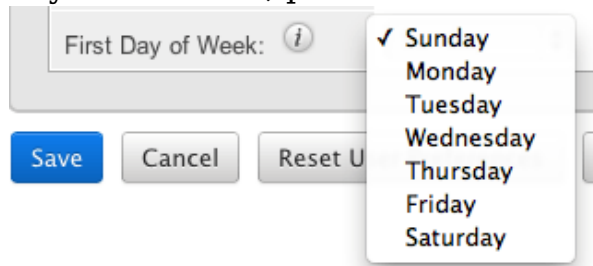 First Day of Week: i ✓ Sunday
Monday
Tuesday
Wednesday
Thursday
Friday
Saturday
Save Cancel Reset U